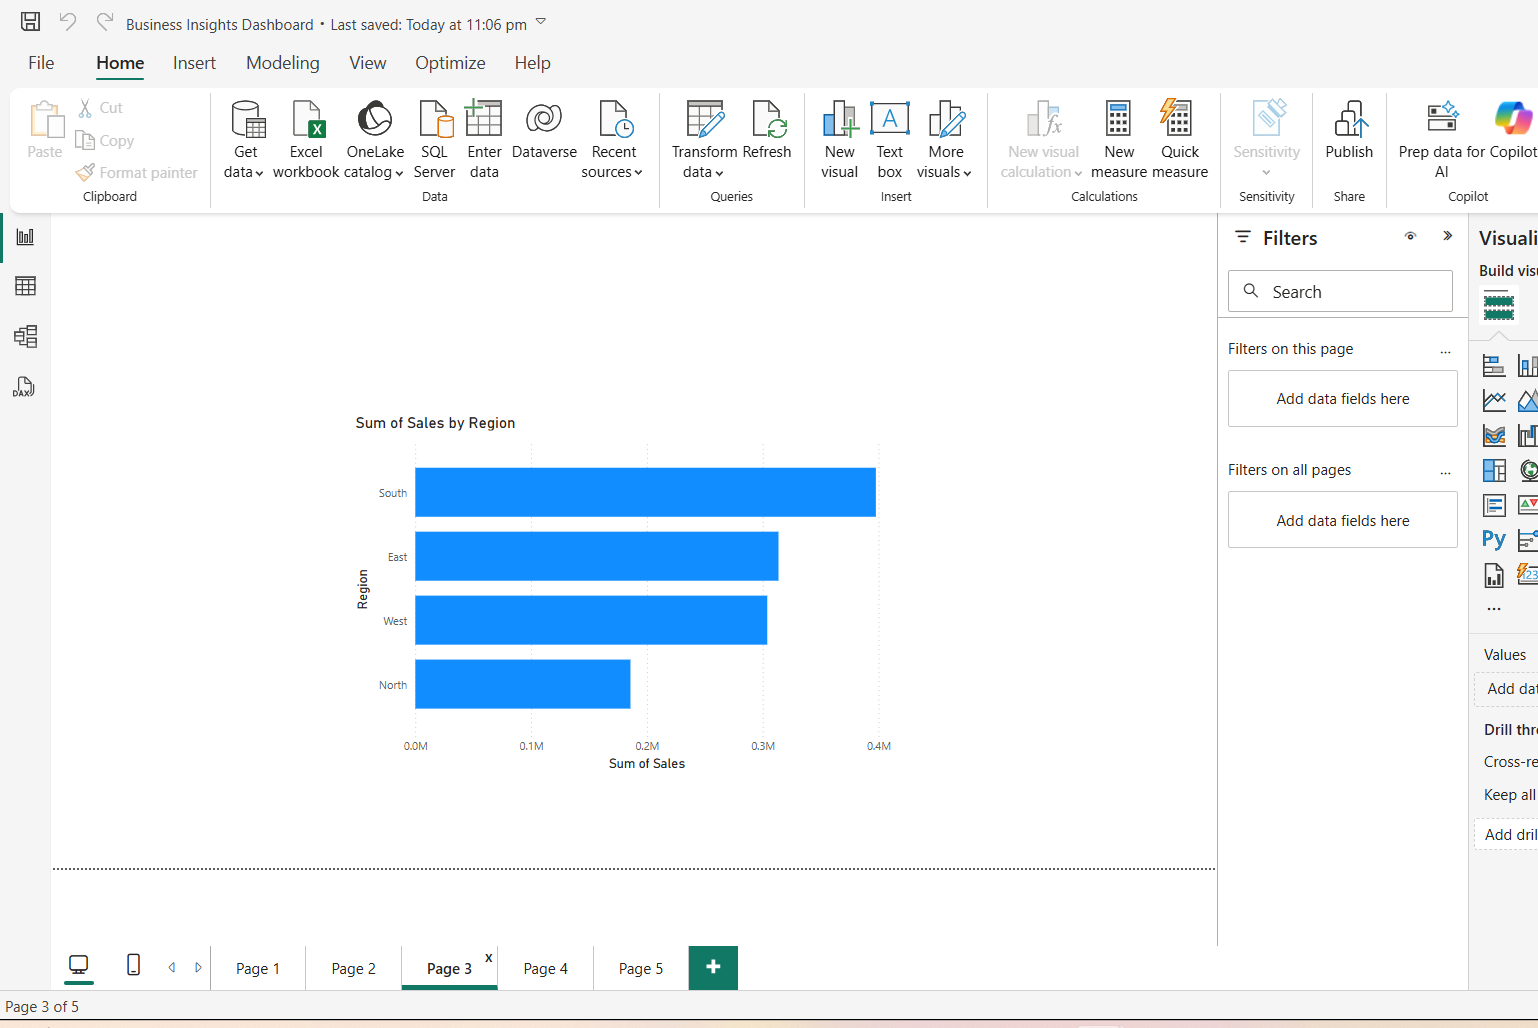 Business Insights Dashboard • Last saved: Today at 11:06 pm
File Home Insert Modeling View Optimize Help
Paste
Cut
Copy
Format painter
Clipboard
Get data
Excel workbook
OneLake catalog
SQL Server
Enter data
Dataverse
Recent sources
Data
Transform data
Refresh
Queries
New visual
Text box
More visuals
Insert
New visual calculation
New measure
Quick measure
Calculations
Sensitivity
Sensitivity
Publish
Share
Prep data for AI
Copilot
Copilot
DAX
Sum of Sales by Region
Region
South
East
West
North
0.0M 0.1M 0.2M 0.3M 0.4M
Sum of Sales
Filters
Search
Filters on this page ...
Add data fields here
Filters on all pages ...
Add data fields here
Visuali
Build visu
Py
123
...
Values
Add dat
Drill thr
Cross-re
Keep all
Add dril
Page 1 Page 2 Page 3 x Page 4 Page 5 +
Page 3 of 5